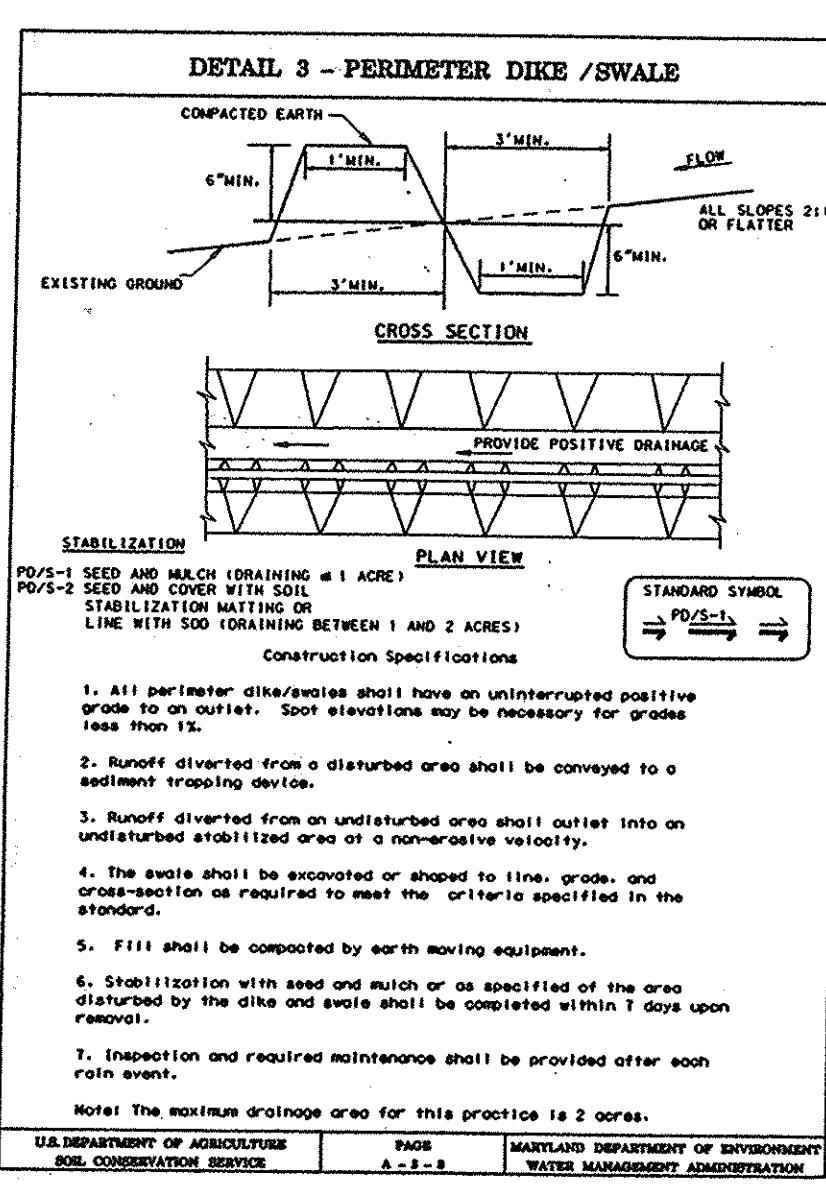 DETAIL 3 - PERIMETER DIKE /SWALE
COMPACTED EARTH
3'MIN.
1'MIN.
FLOW
6"MIN.
ALL SLOPES 2:1
OR FLATTER
6"MIN.
1'MIN.
EXISTING GROUND
3'MIN.
CROSS SECTION
PROVIDE POSITIVE DRAINAGE
STABILIZATION
PLAN VIEW
PD/S-1 SEED AND MULCH (DRAINING 1 ACRE)
PD/S-2 SEED AND COVER WITH SOIL
STABILIZATION MATTING OR
LINE WITH SOD (DRAINING BETWEEN 1 AND 2 ACRES)
STANDARD SYMBOL
PD/S-1
Construction Specifications
1. All perimeter dike/swales shall have an uninterrupted positive
grade to an outlet. Spot elevations may be necessary for grades
less than 1%.
2. Runoff diverted from a disturbed area shall be conveyed to a
sediment trapping device.
3. Runoff diverted from an undisturbed area shall outlet into an
undisturbed stabilized area at a non-erosive velocity.
4. The swale shall be excavated or shaped to line, grade, and
cross-section as required to meet the criteria specified in the
standard.
5. Fill shall be compacted by earth moving equipment.
6. Stabilization with seed and mulch or as specified of the area
disturbed by the dike and swale shall be completed within 7 days upon
removal.
7. Inspection and required maintenance shall be provided after each
rain event.
Note: The maximum drainage area for this practice is 2 acres.
U.S. DEPARTMENT OF AGRICULTURE
SOIL CONSERVATION SERVICE
PAGE
A - 3 - 3
MARYLAND DEPARTMENT OF ENVIRONMENT
WATER MANAGEMENT ADMINISTRATION